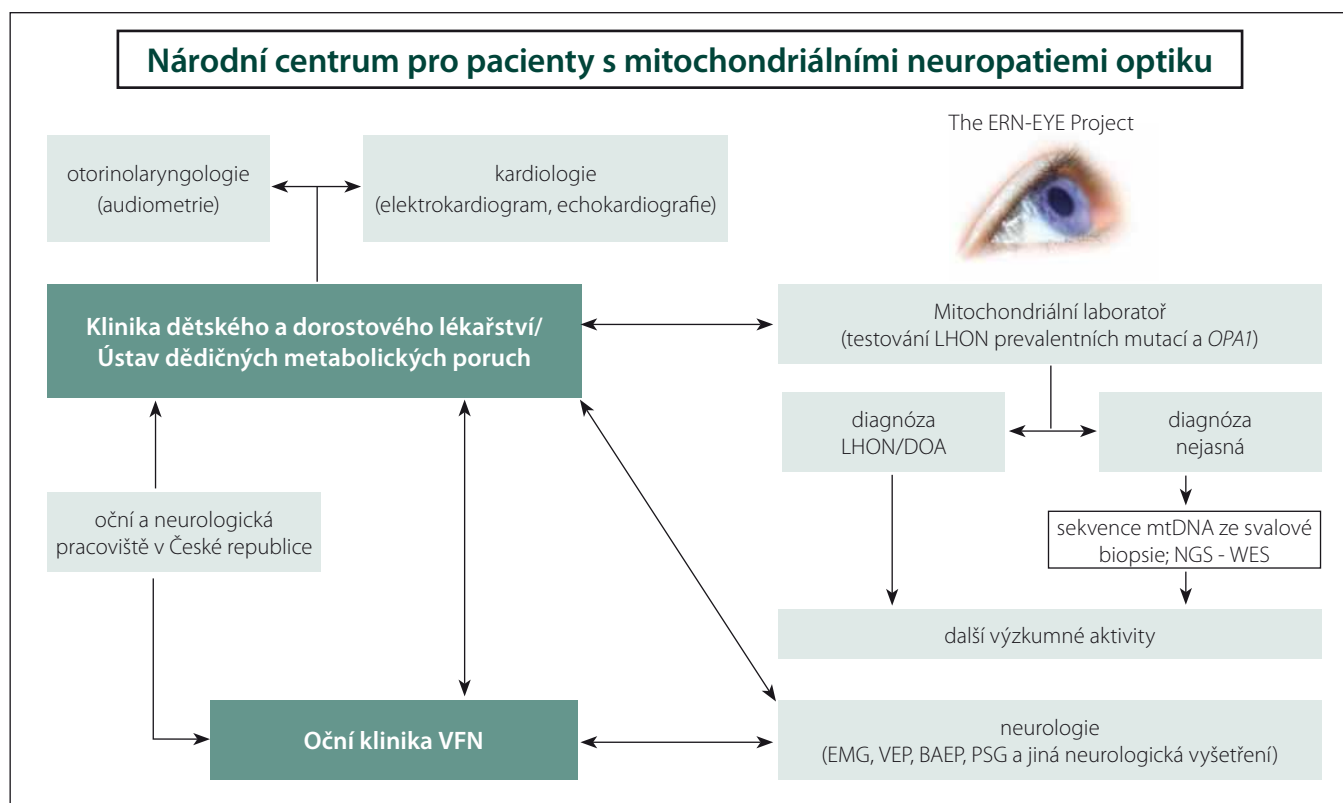 Národní centrum pro pacienty s mitochondriálními neuropatiemi optiku
The ERN-EYE Project
otorinolaryngologie
(audiometrie)
kardiologie
(elektrokardiogram, echokardiografie)
Klinika dětského a dorostového lékařství/
Ústav dědičných metabolických poruch
Mitochondriální laboratoř
(testování LHON prevalentních mutací a OPA1)
diagnóza
LHON/DOA
diagnóza
nejasná
oční a neurologická
pracoviště v České republice
sekvence mtDNA ze svalové
biopsie; NGS - WES
další výzkumné aktivity
Oční klinika VFN
neurologie
(EMG, VEP, BAEP, PSG a jiná neurologická vyšetření)